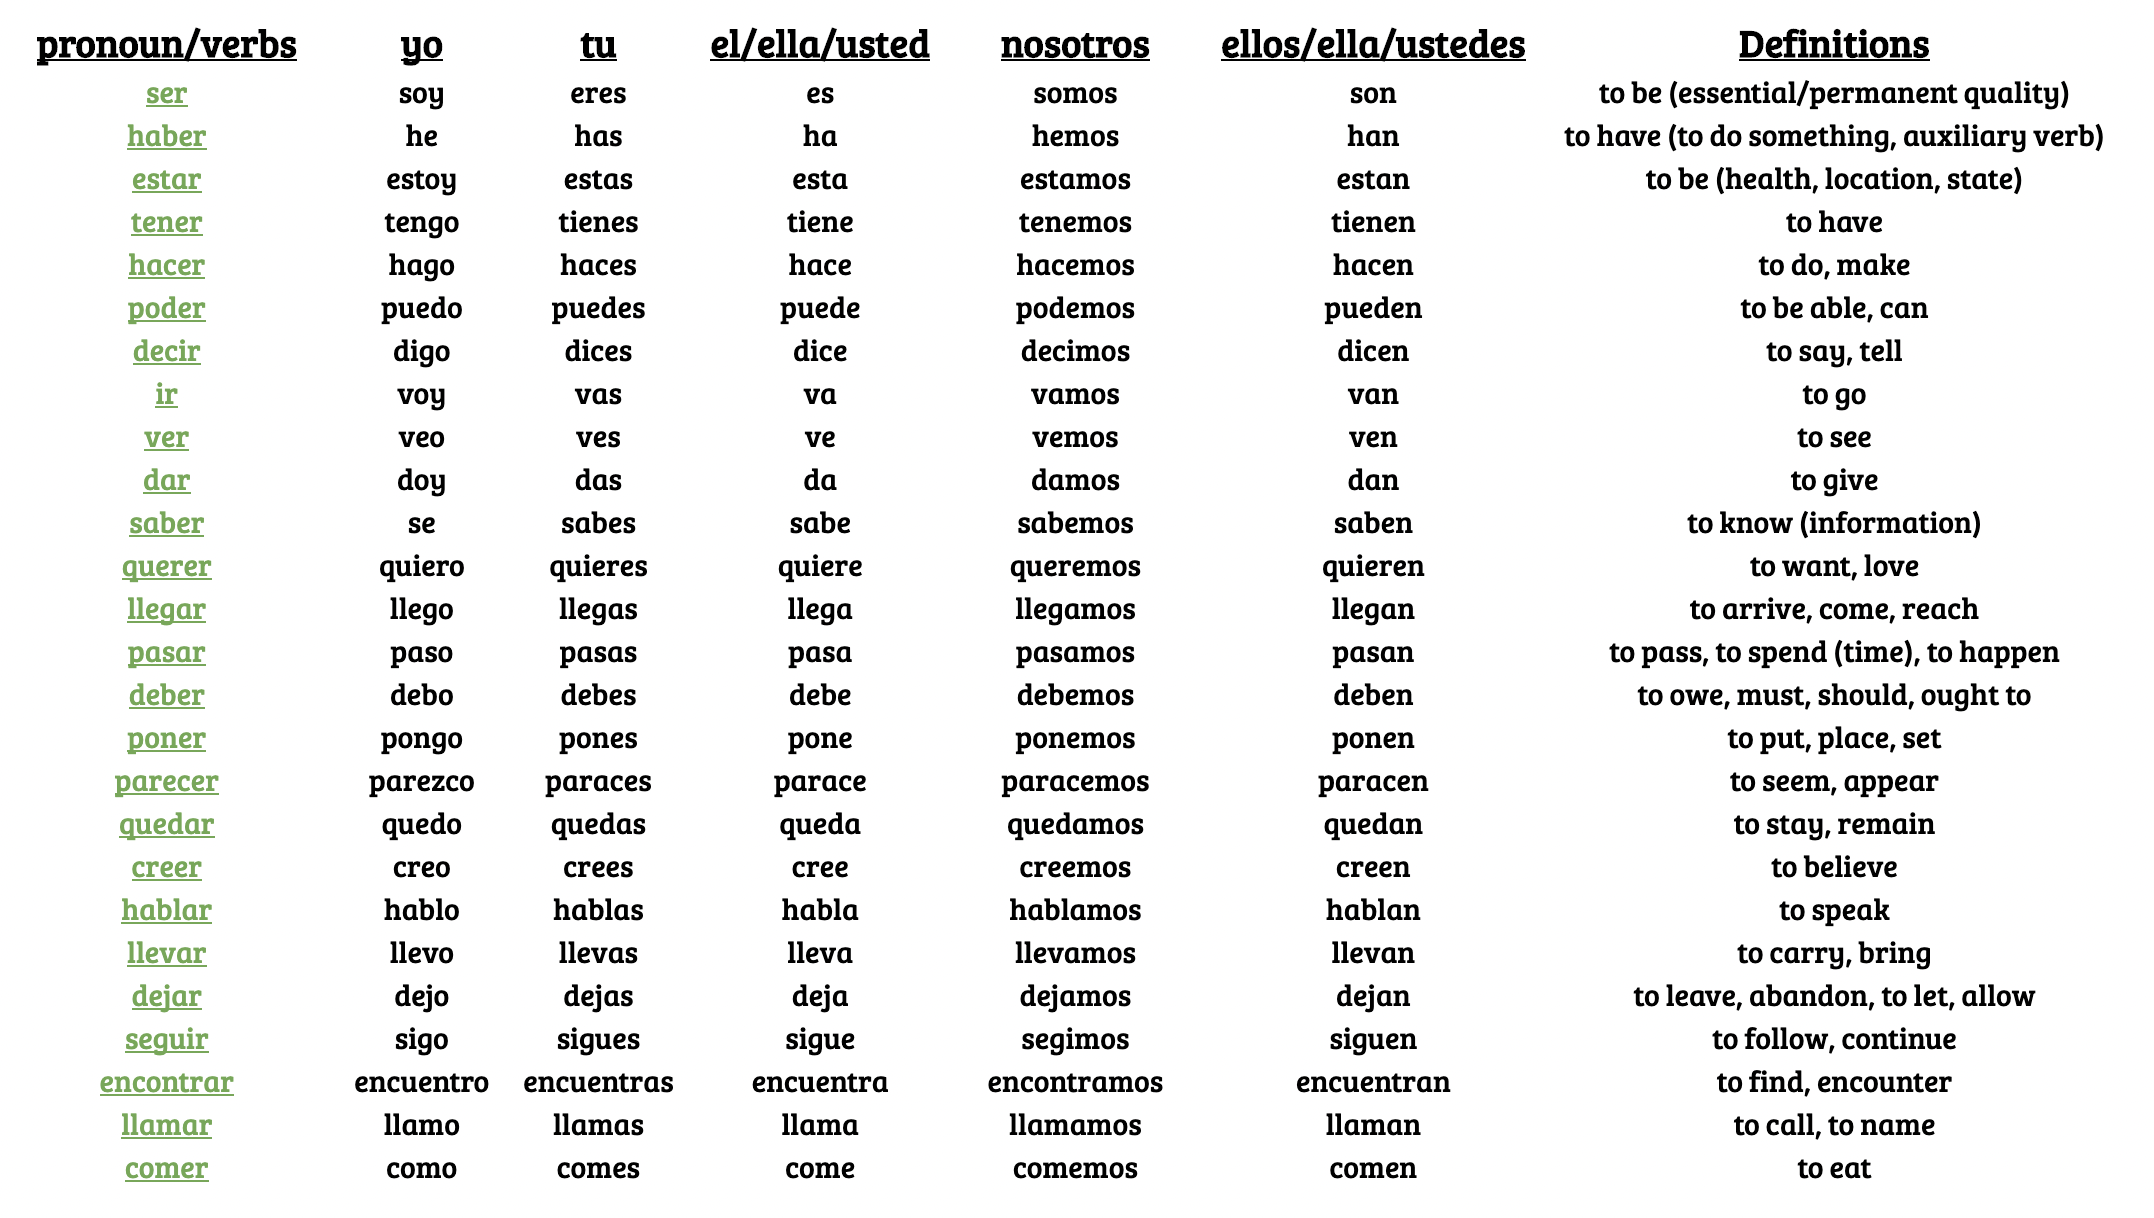 pronoun/verbs yo tu el/ella/usted nosotros ellos/ella/ustedes Definitions
ser soy eres es somos son to be (essential/permanent quality)
haber he has ha hemos han to have (to do something, auxiliary verb)
estar estoy estas esta estamos estan to be (health, location, state)
tener tengo tienes tiene tenemos tienen to have
hacer hago haces hace hacemos hacen to do, make
poder puedo puedes puede podemos pueden to be able, can
decir digo dices dice decimos dicen to say, tell
ir voy vas va vamos van to go
ver veo ves ve vemos ven to see
dar doy das da damos dan to give
saber se sabes sabe sabemos saben to know (information)
querer quiero quieres quiere queremos quieren to want, love
llegar llego llegas llega llegamos llegan to arrive, come, reach
pasar paso pasas pasa pasamos pasan to pass, to spend (time), to happen
deber debo debes debe debemos deben to owe, must, should, ought to
poner pongo pones pone ponemos ponen to put, place, set
parecer parezco paraces parace paracemos paracen to seem, appear
quedar quedo quedas queda quedamos quedan to stay, remain
creer creo crees cree creemos creen to believe
hablar hablo hablas habla hablamos hablan to speak
llevar llevo llevas lleva llevamos llevan to carry, bring
dejar dejo dejas deja dejamos dejan to leave, abandon, to let, allow
seguir sigo sigues sigue segimos siguen to follow, continue
encontrar encuentro encuentras encuentra encontramos encuentran to find, encounter
llamar llamo llamas llama llamamos llaman to call, to name
comer como comes come comemos comen to eat